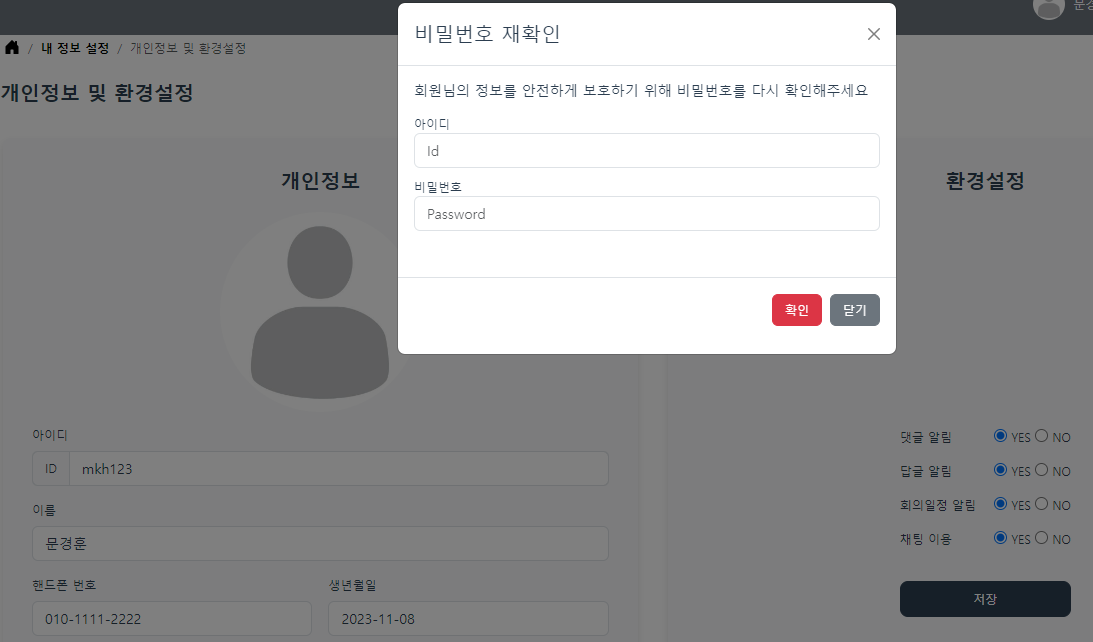 문경
내 정보 설정 / 개인정보 및 환경설정
개인정보 및 환경설정
비밀번호 재확인
회원님의 정보를 안전하게 보호하기 위해 비밀번호를 다시 확인해주세요
아이디
Id
비밀번호
Password
확인 닫기
개인정보
아이디
ID mkh123
이름
문경훈
핸드폰 번호 생년월일
010-1111-2222 2023-11-08
환경설정
댓글 알림 YES NO
답글 알림 YES NO
회의일정 알림 YES NO
채팅 이용 YES NO
저장